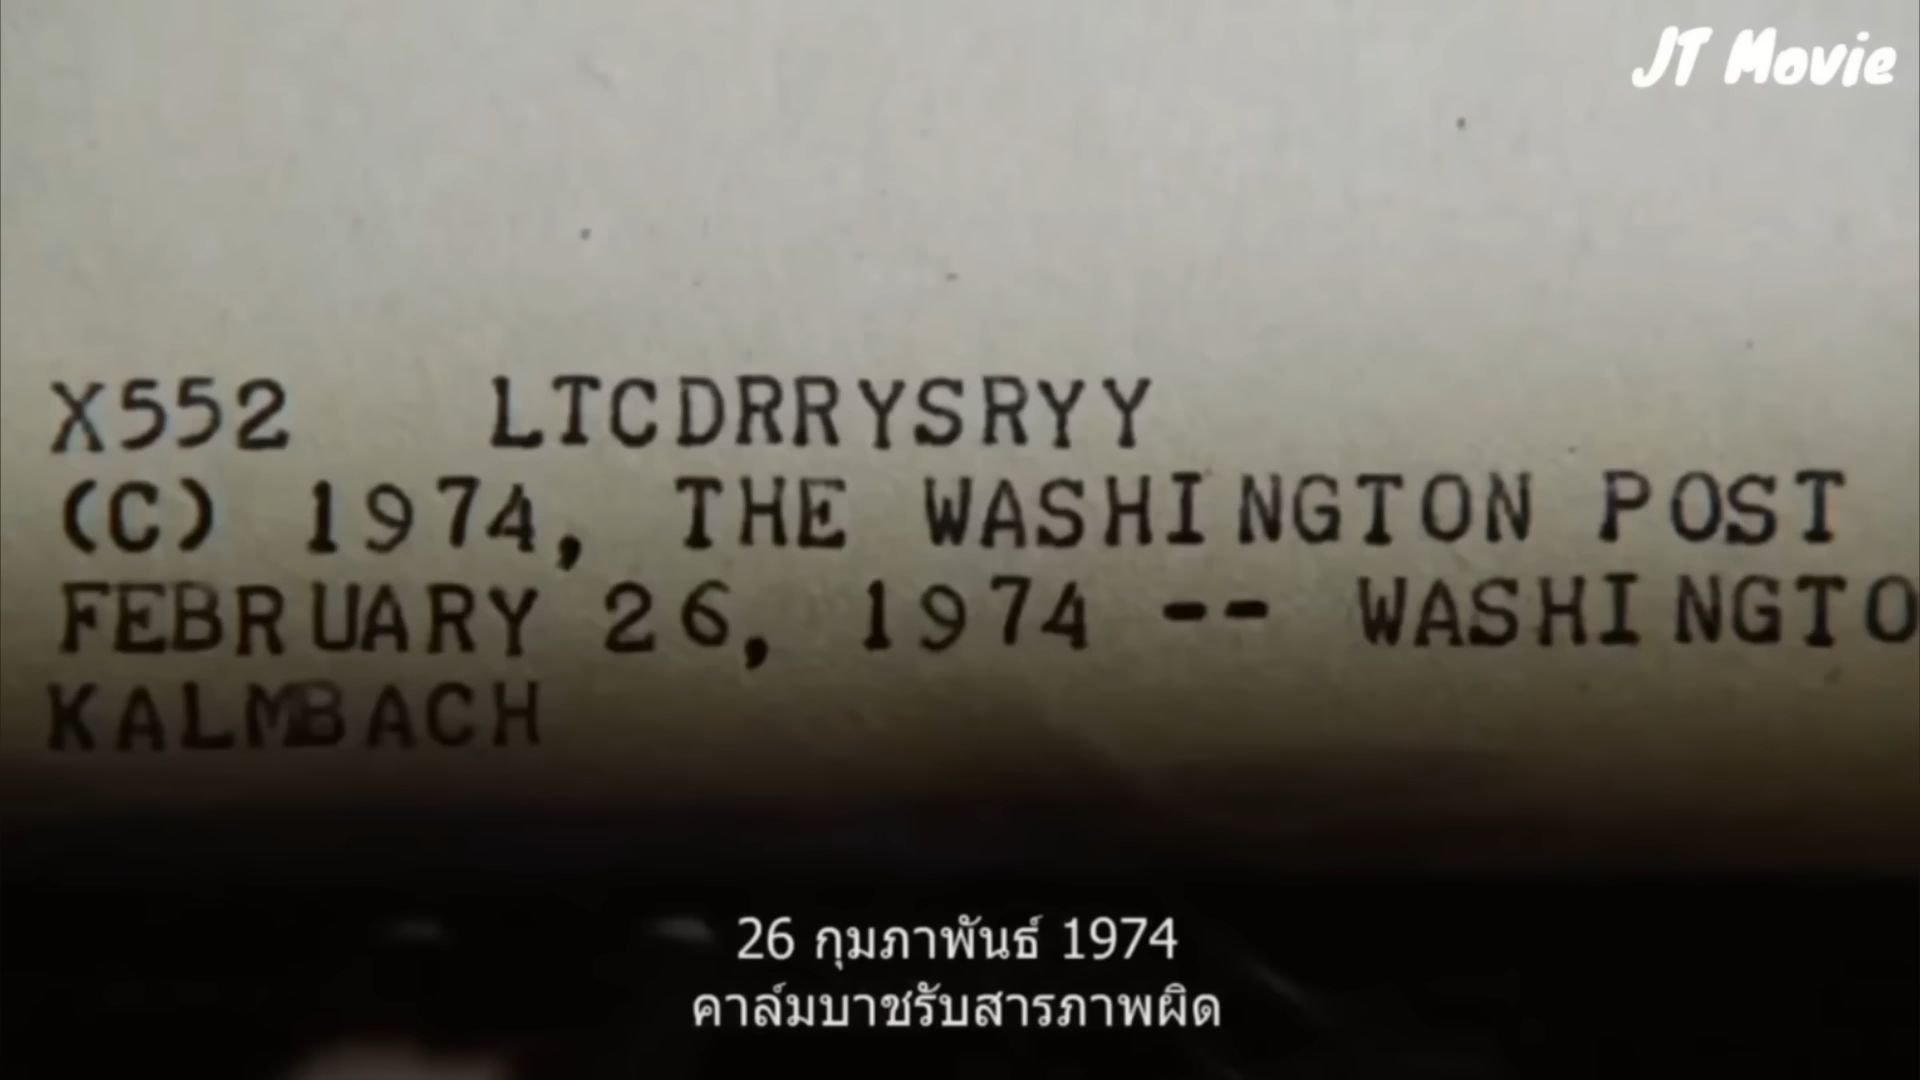 JT Movie
X552 LTCDRRYSRYY
(C) 1974, THE WASHINGTON POST
FEBRUARY 26, 1974 -- WASHINGTO
KALMBACH
26 กุมภาพันธ์ 1974
คาล์มบาชรับสารภาพผิด